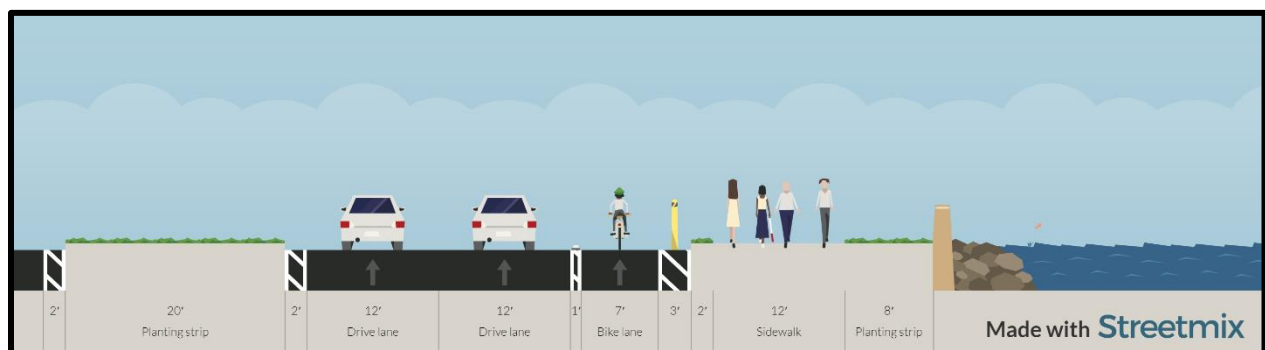 2' 20' 2' 12' 12' 1' 7' 3' 2' 12' 8'
Planting strip Drive lane Drive lane Bike lane Sidewalk Planting strip
Made with Streetmix